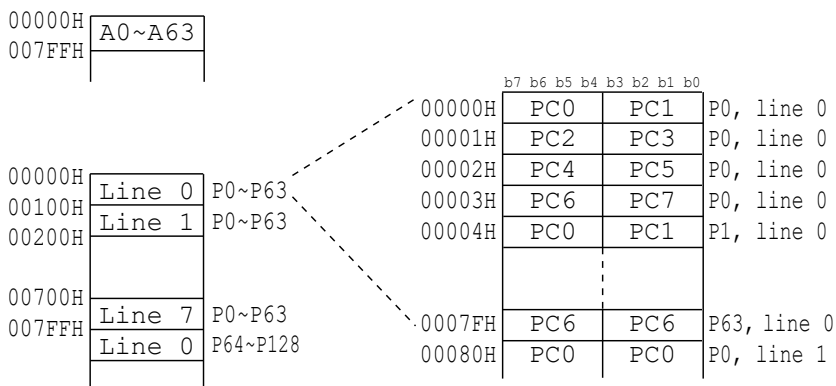 00000H
A0~A63
007FFH
00000H
Line 0 P0~P63
00100H
Line 1 P0~P63
00200H
00700H
Line 7 P0~P63
007FFH
Line 0 P64~P128
b7 b6 b5 b4 b3 b2 b1 b0
00000H PC0 PC1 P0, line 0
00001H PC2 PC3 P0, line 0
00002H PC4 PC5 P0, line 0
00003H PC6 PC7 P0, line 0
00004H PC0 PC1 P1, line 0
0007FH PC6 PC6 P63, line 0
00080H PC0 PC0 P0, line 1